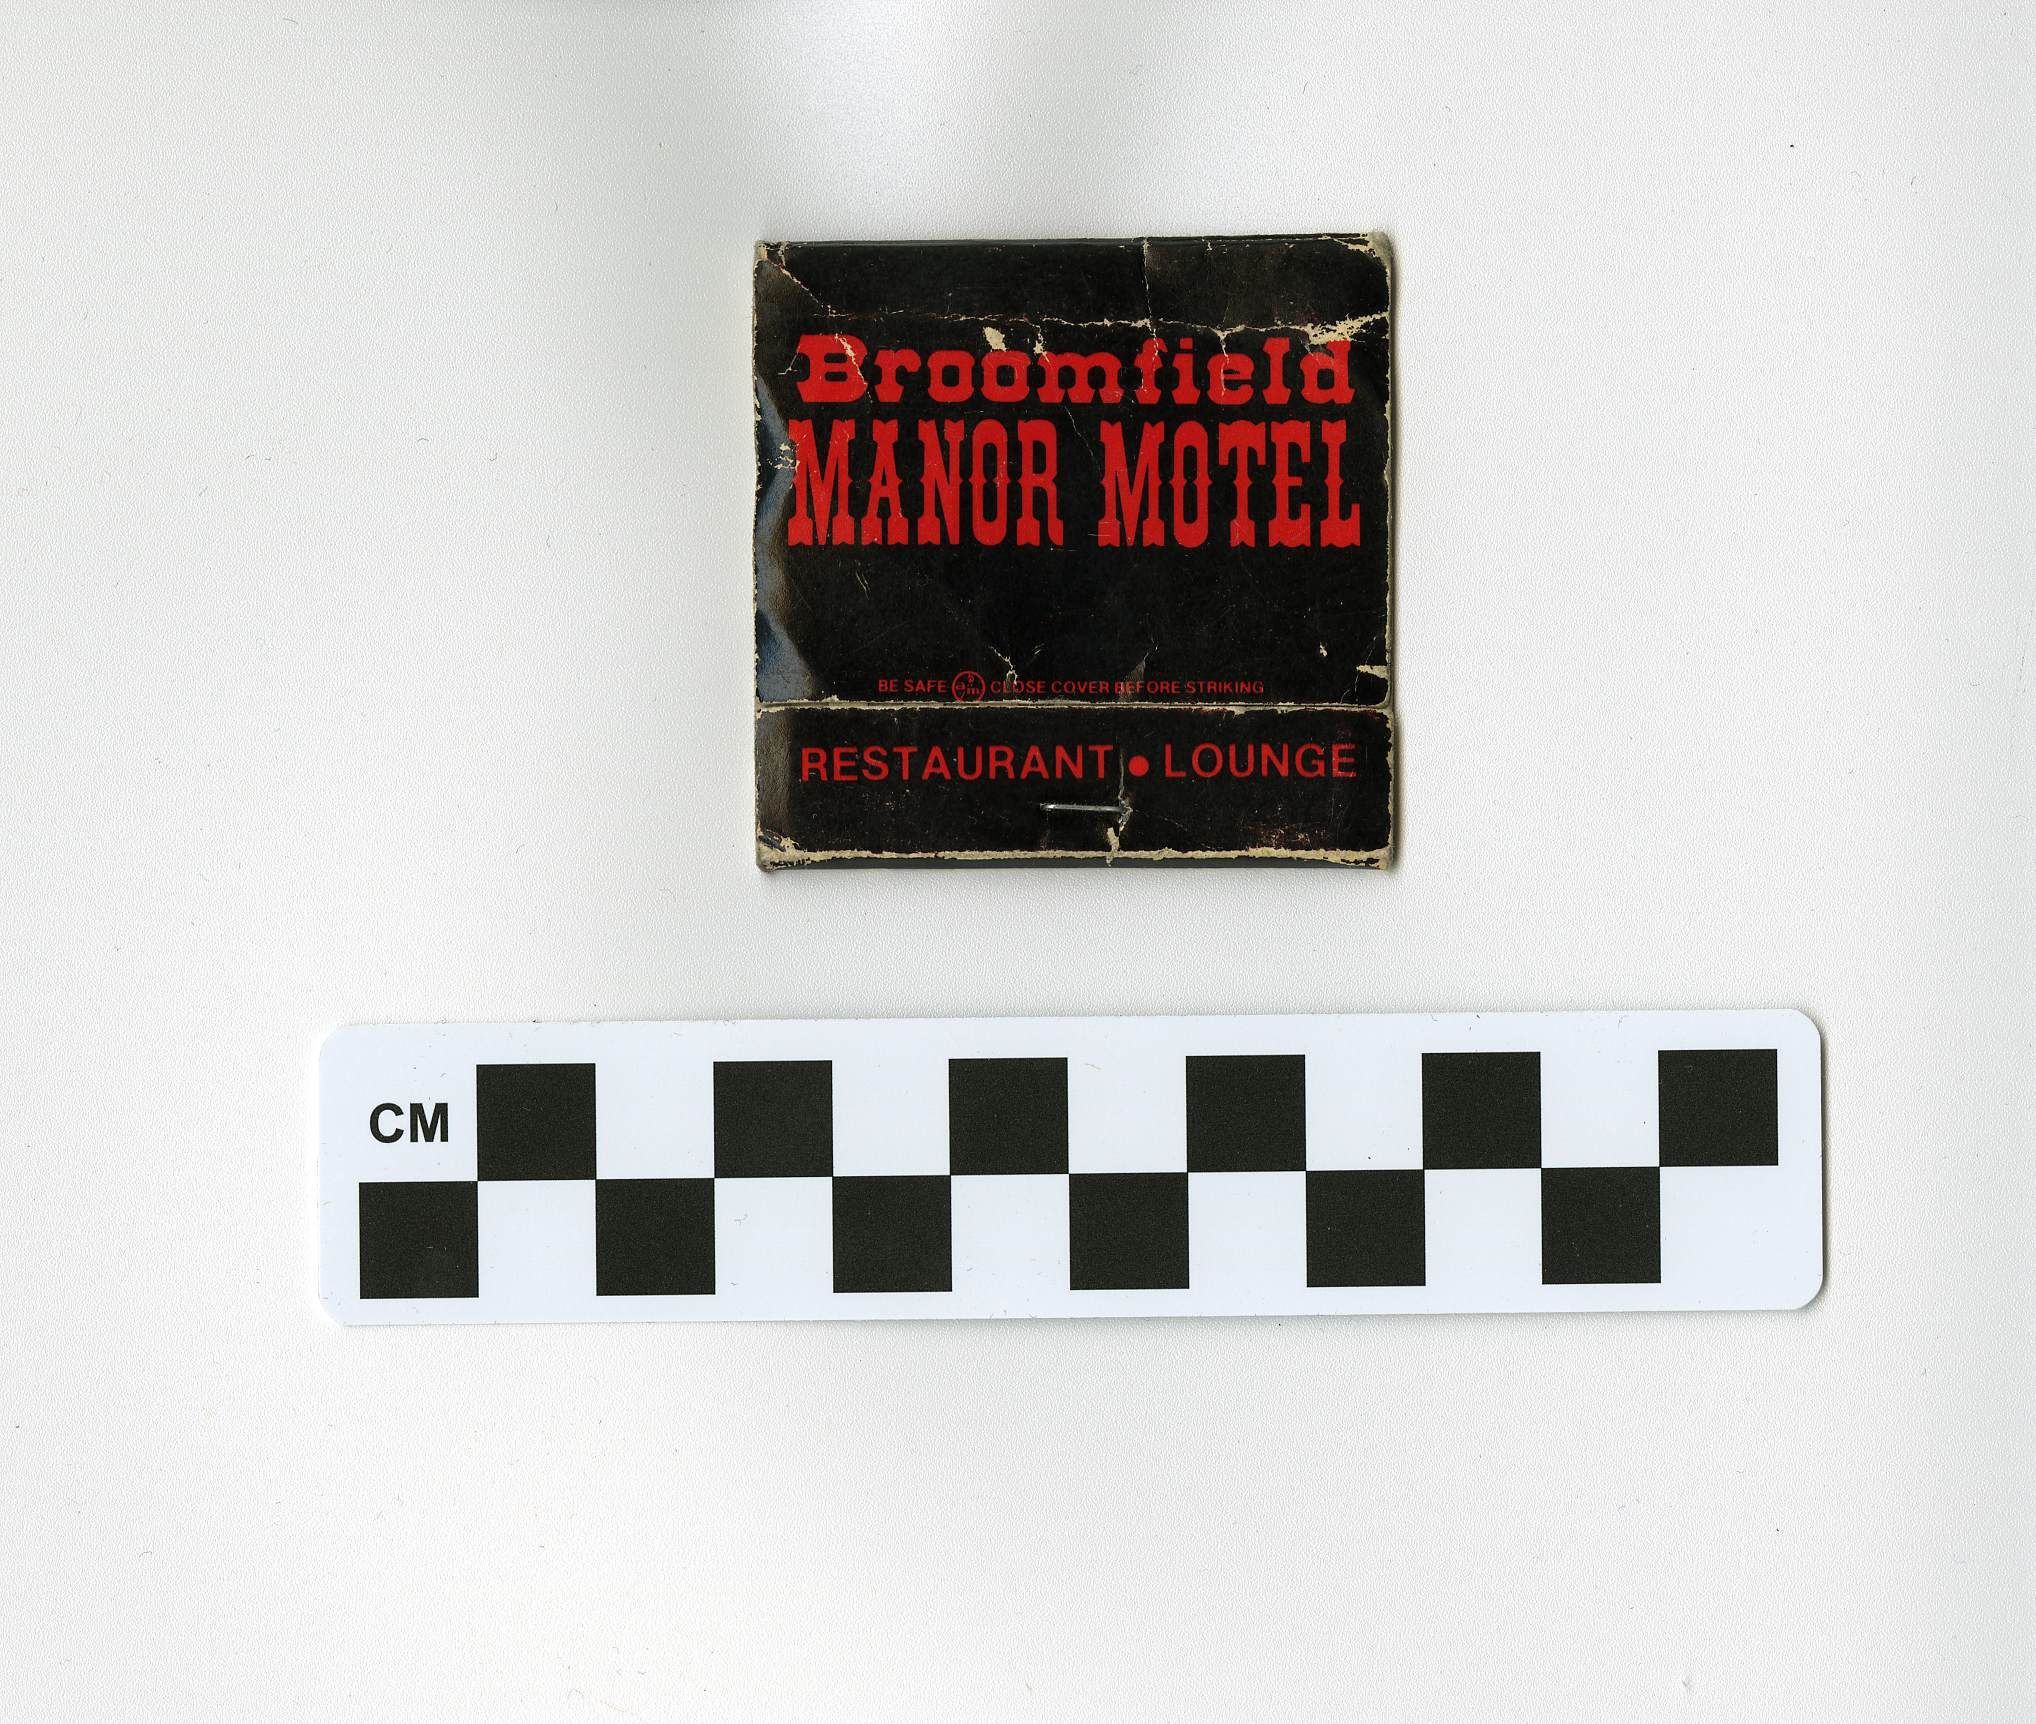 Broomfield
MANOR MOTEL
BE SAFE CLOSE COVER BEFORE STRIKING
RESTAURANT • LOUNGE
CM